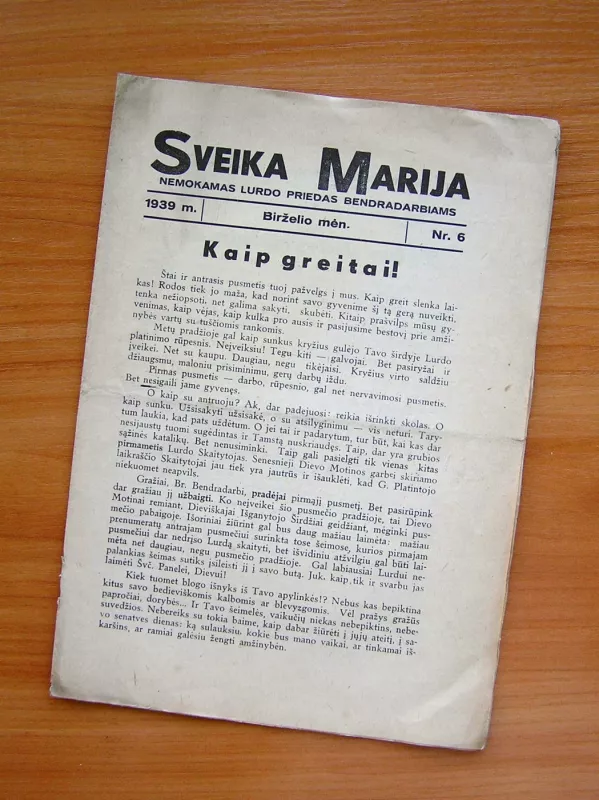 SVEIKA MARIJA
NEMOKAMAS LURDO PRIEDAS BENDRADARBIAMS
1939 m. Birželio mėn. Nr. 6
Kaip greitai!
Štai ir antrasis pusmetis tuoj pažvelgs į mus. Kaip greit slenka lai-
kas! Rodos tiek jo maža, kad norint savo gyvenime šį tą gera nuveikti,
tenka nežiopsoti, net galima sakyti, skubėti. Kitaip prašvilps mūsų gy-
venimas, kaip vėjas, kaip kulka pro ausis ir pasijusime bestovį prie amži-
nybės vartų su tuščiomis rankomis.
Metų pradžioje gal kaip sunkus kryžius gulėjo Tavo širdyje Lurdo
platinimo rūpesnis. Neįveiksiu! Tegu kiti — galvojai. Bet pasiryžai ir
įveikei. Net su kaupu. Daugiau, negu tikėjaisi. Kryžius virto saldžiu
džiaugsmu, maloniu prisiminimu, gerų darbų iždu.
Pirmas pusmetis — darbo, rūpesnio, gal net nervavimosi pusmetis.
Bet nesigaili jame gyvenęs.
O kaip su antruoju? Ak, dar padejuosi: reikia išrinkti skolas. O
kaip sunku. Užsisakyti užsisakė, o su atsilyginimu — vis neturi. Tary-
tum laukia, kad pats uždėtum. O jei tai ir padarytum, tur būt, kai kas dar
nesijaustų tuomi sugėdintas ir Tamstą nuskriaudęs. Taip, dar yra grubios
sąžinės katalikų. Bet nenusiminki. Taip gali pasielgti tik vienas kitas
pirmametis Lurdo Skaitytojas. Senesnieji Dievo Motinos garbei skiriamo
laikraščio Skaitytojai jau tiek yra jautrūs ir išauklėti, kad G. Platintojo
niekuomet neapvils.
Gražiai, Br. Bendradarbi, pradėjai pirmąjį pusmetį. Bet pasirūpink
dar gražiau jį užbaigti. Ko neįveikei šio pusmečio pradžioje, tai Dievo
Motinai remiant, Dieviškajai Išganytojo Širdžiai geidžiant, mėginki pus-
mečio pabaigoje. Išoriniai žiūrint gal bus daug mažiau laimėta: mažiau
prenumeratų antrajam pusmečiui surinkta tose šeimose, kurios pirmajam
pusmečiui dar nedrįso Lurdą skaityti, bet išvidiniu atžvilgiu gali būti lai-
mėta net daugiau, negu pusmečio pradžioje. Gal labiausiai Lurdui ne-
palankias šeimas sutiks įsileisti jį į savo butą. Juk, kaip tik ir svarbu jas
laimėti Švč. Panelei, Dievui!
Kiek tuomet blogo išnyks iš Tavo apylinkės!? Nebus kas bepiktina
kitus savo bedieviškomis kalbomis ar blevyzgomis. Vėl pražys gražūs
papročiai, dorybės... Ir Tavo šeimelės, vaikučių niekas nebepiktins, nebe-
suvedžios. Nebereiks su tokia baime, kaip dabar žiūrėti į jųjų ateitį, į sa-
vo senatves dienas: ką sulauksiu, kokie bus mano vaikai, ar tinkamai iš-
karšins, ar ramiai galėsiu žengti amžinybėn.